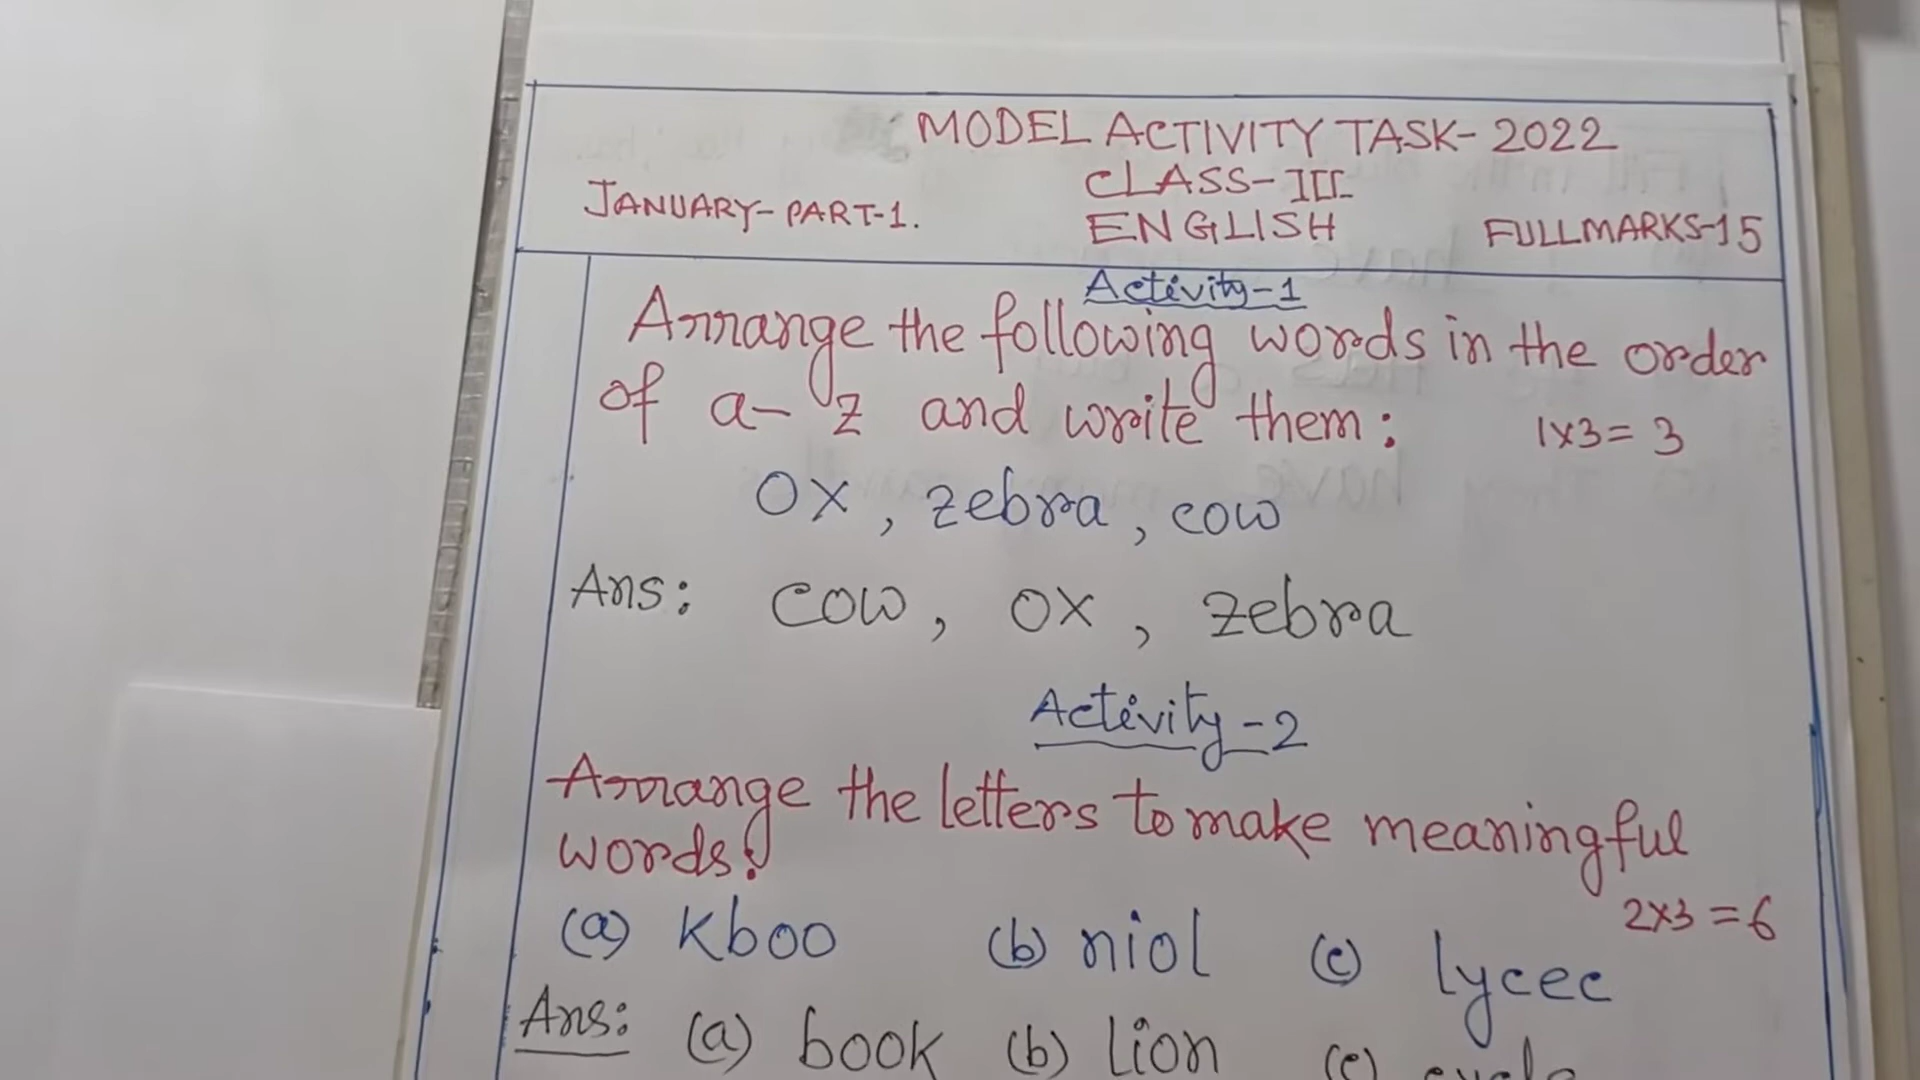 MODEL ACTIVITY TASK- 2022
CLASS-III
JANUARY- PART-1.
ENGLISH
FULLMARKS-15
Activity-1
Arrange the following words in the order
of a- z and write them :
1x3= 3
OX, zebra, cow
Ans: cow, ox, zebra
Activity-2
Arrange the letters to make meaningful
words:
2x3 = 6
(a) kboo (b) niol (c) lycec
Ans: (a) book (b) lion (c)